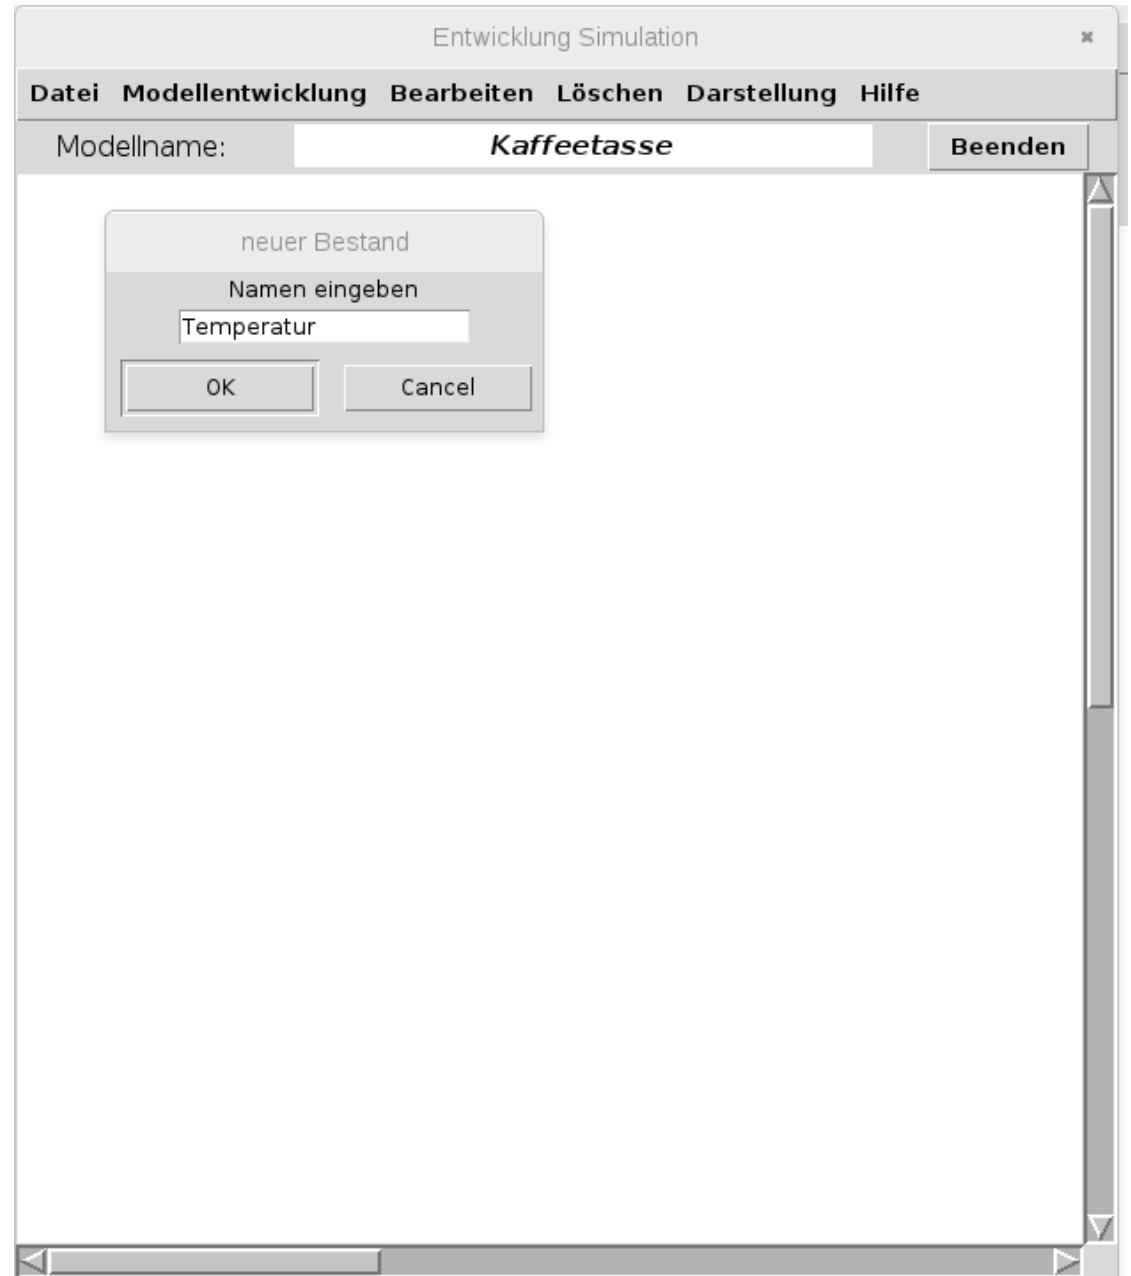 Entwicklung Simulation
Datei Modellentwicklung Bearbeiten Löschen Darstellung Hilfe
Modellname: Kaffeetasse Beenden
neuer Bestand
Namen eingeben
Temperatur
OK Cancel